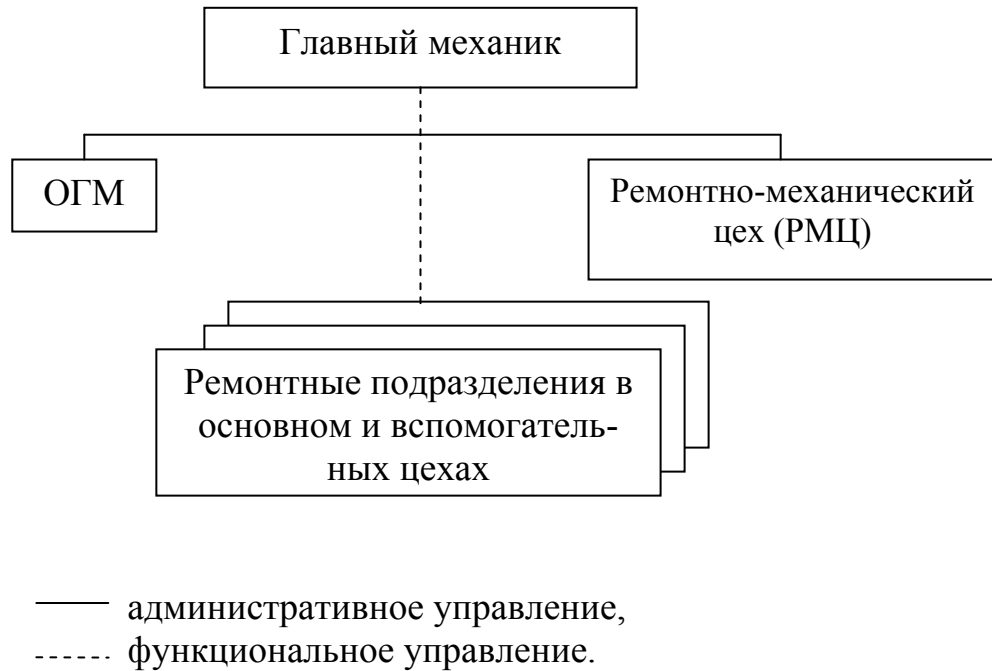 Главный механик
ОГМ
Ремонтно-механический
цех (РМЦ)
Ремонтные подразделения в
основном и вспомогатель-
ных цехах
административное управление,
функциональное управление.